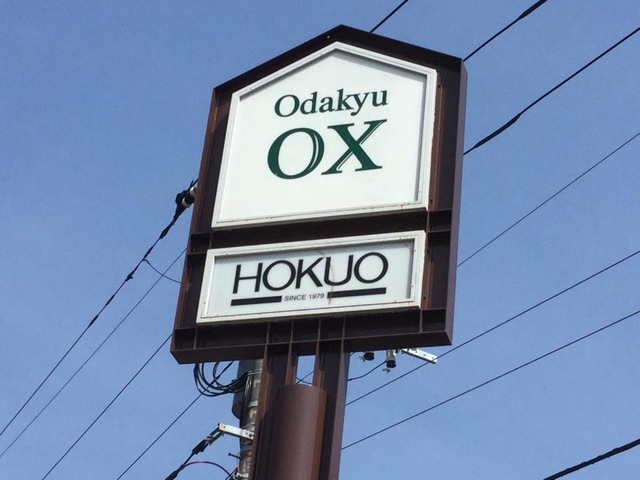 Odakyu
OX
HOKUO
SINCE 1979